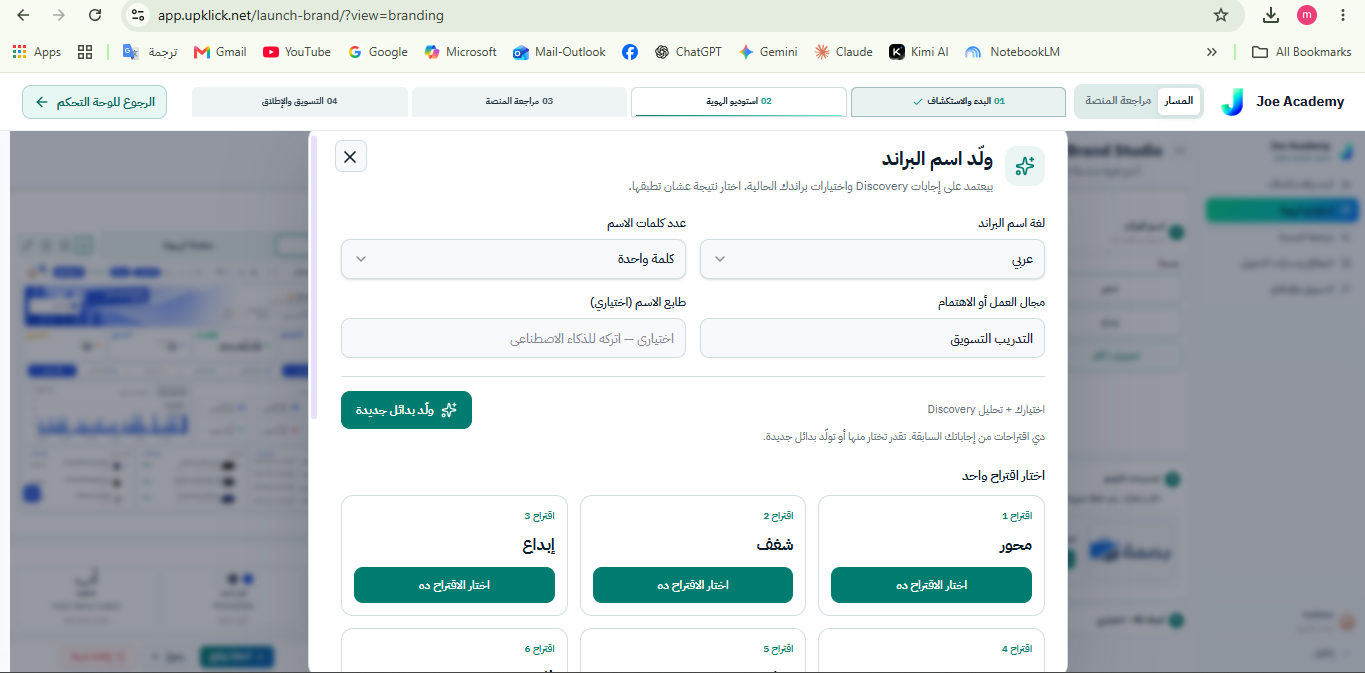 app.upklick.net/launch-brand/?view=branding
m
Apps
ترجمة
Gmail
YouTube
Google
Microsoft
Mail-Outlook
ChatGPT
Gemini
Claude
Kimi AI
NotebookLM
All Bookmarks
Joe Academy
المسار
مراجعة المنصة
01 البدء والاستكشاف
02 استوديو الهوية
03 مراجعة المنصة
04 التسويق والإطلاق
الرجوع للوحة التحكم
ولّد اسم البراند
بيعتمد على إجابات Discovery واختيارات براندك الحالية. اختار نتيجة عشان تطبقها.
لغة اسم البراند
عدد كلمات الاسم
عربي
كلمة واحدة
مجال العمل أو الاهتمام
طابع الاسم (اختياري)
التدريب التسويق
اختياري — اتركه للذكاء الاصطناعي
اختيارك + تحليل Discovery
ولّد بدائل جديدة
دي اقتراحات من إجاباتك السابقة. تقدر تختار منها أو تولّد بدائل جديدة.
اختار اقتراح واحد
اقتراح 1
محور
اختار الاقتراح ده
اقتراح 2
شغف
اختار الاقتراح ده
اقتراح 3
إبداع
اختار الاقتراح ده
اقتراح 4
اقتراح 5
اقتراح 6
Brand Studio